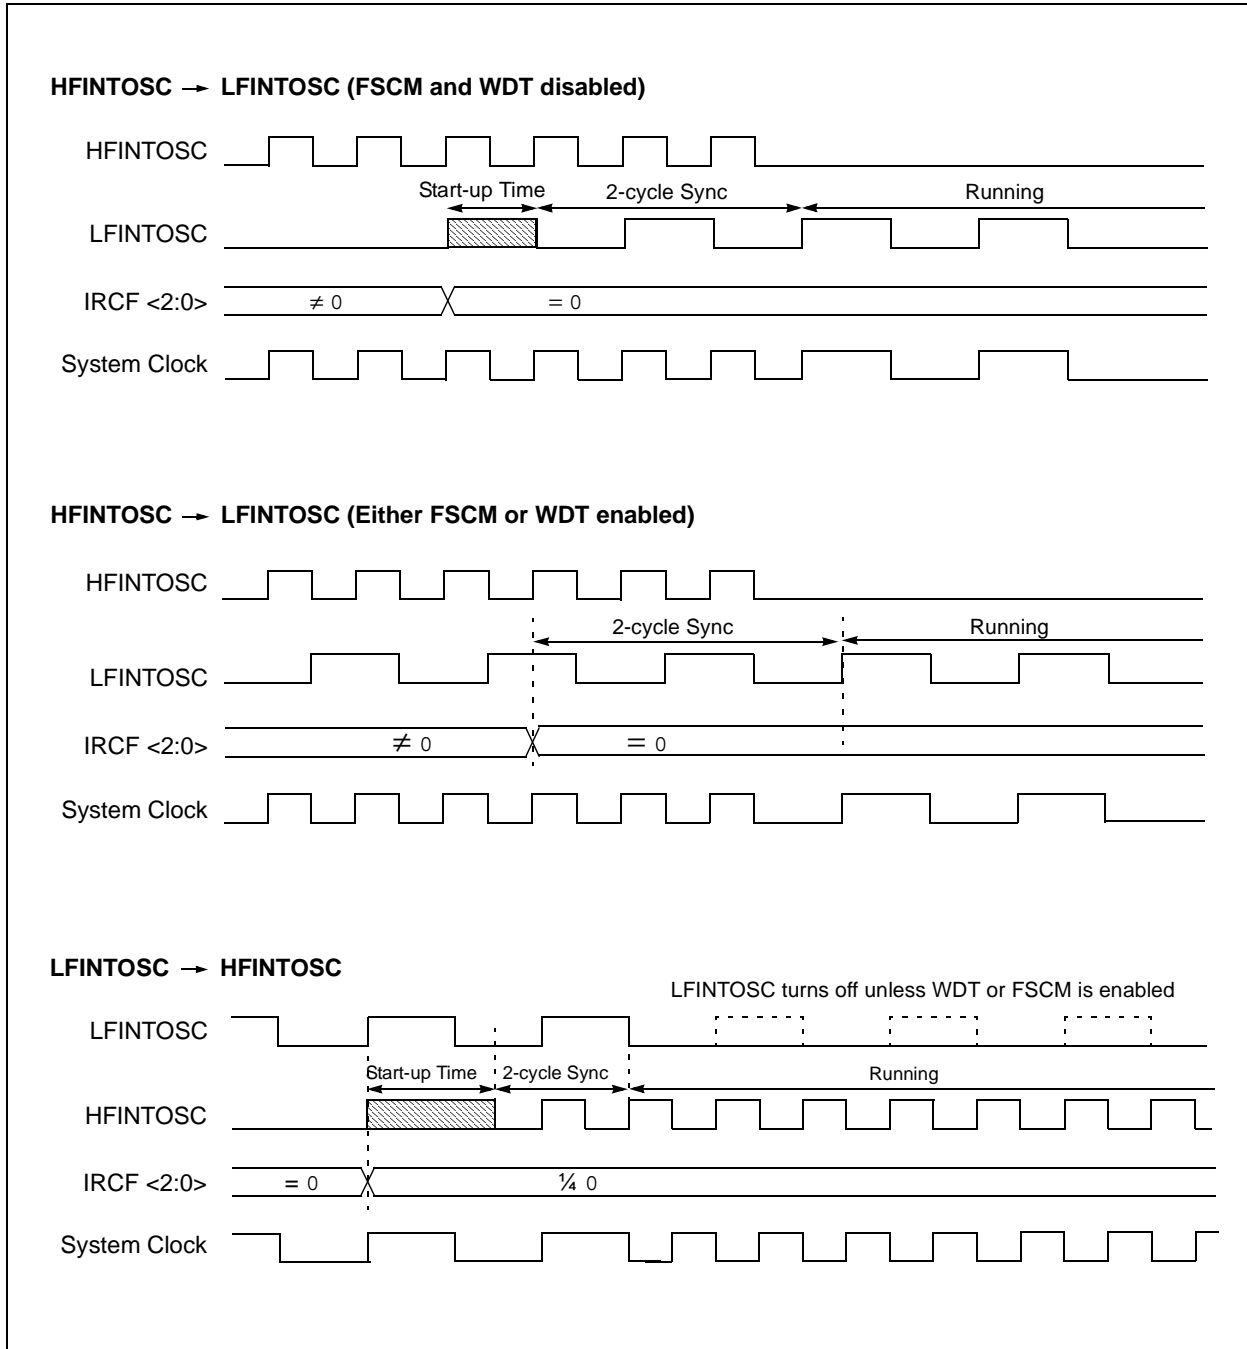 HFINTOSC → LFINTOSC (FSCM and WDT disabled)
HFINTOSC
Start-up Time 2-cycle Sync Running
LFINTOSC
IRCF <2:0> ≠ 0 = 0
System Clock
HFINTOSC → LFINTOSC (Either FSCM or WDT enabled)
HFINTOSC
2-cycle Sync Running
LFINTOSC
IRCF <2:0> ≠ 0 = 0
System Clock
LFINTOSC → HFINTOSC
LFINTOSC turns off unless WDT or FSCM is enabled
LFINTOSC
Start-up Time 2-cycle Sync Running
HFINTOSC
IRCF <2:0> = 0 ¼ 0
System Clock